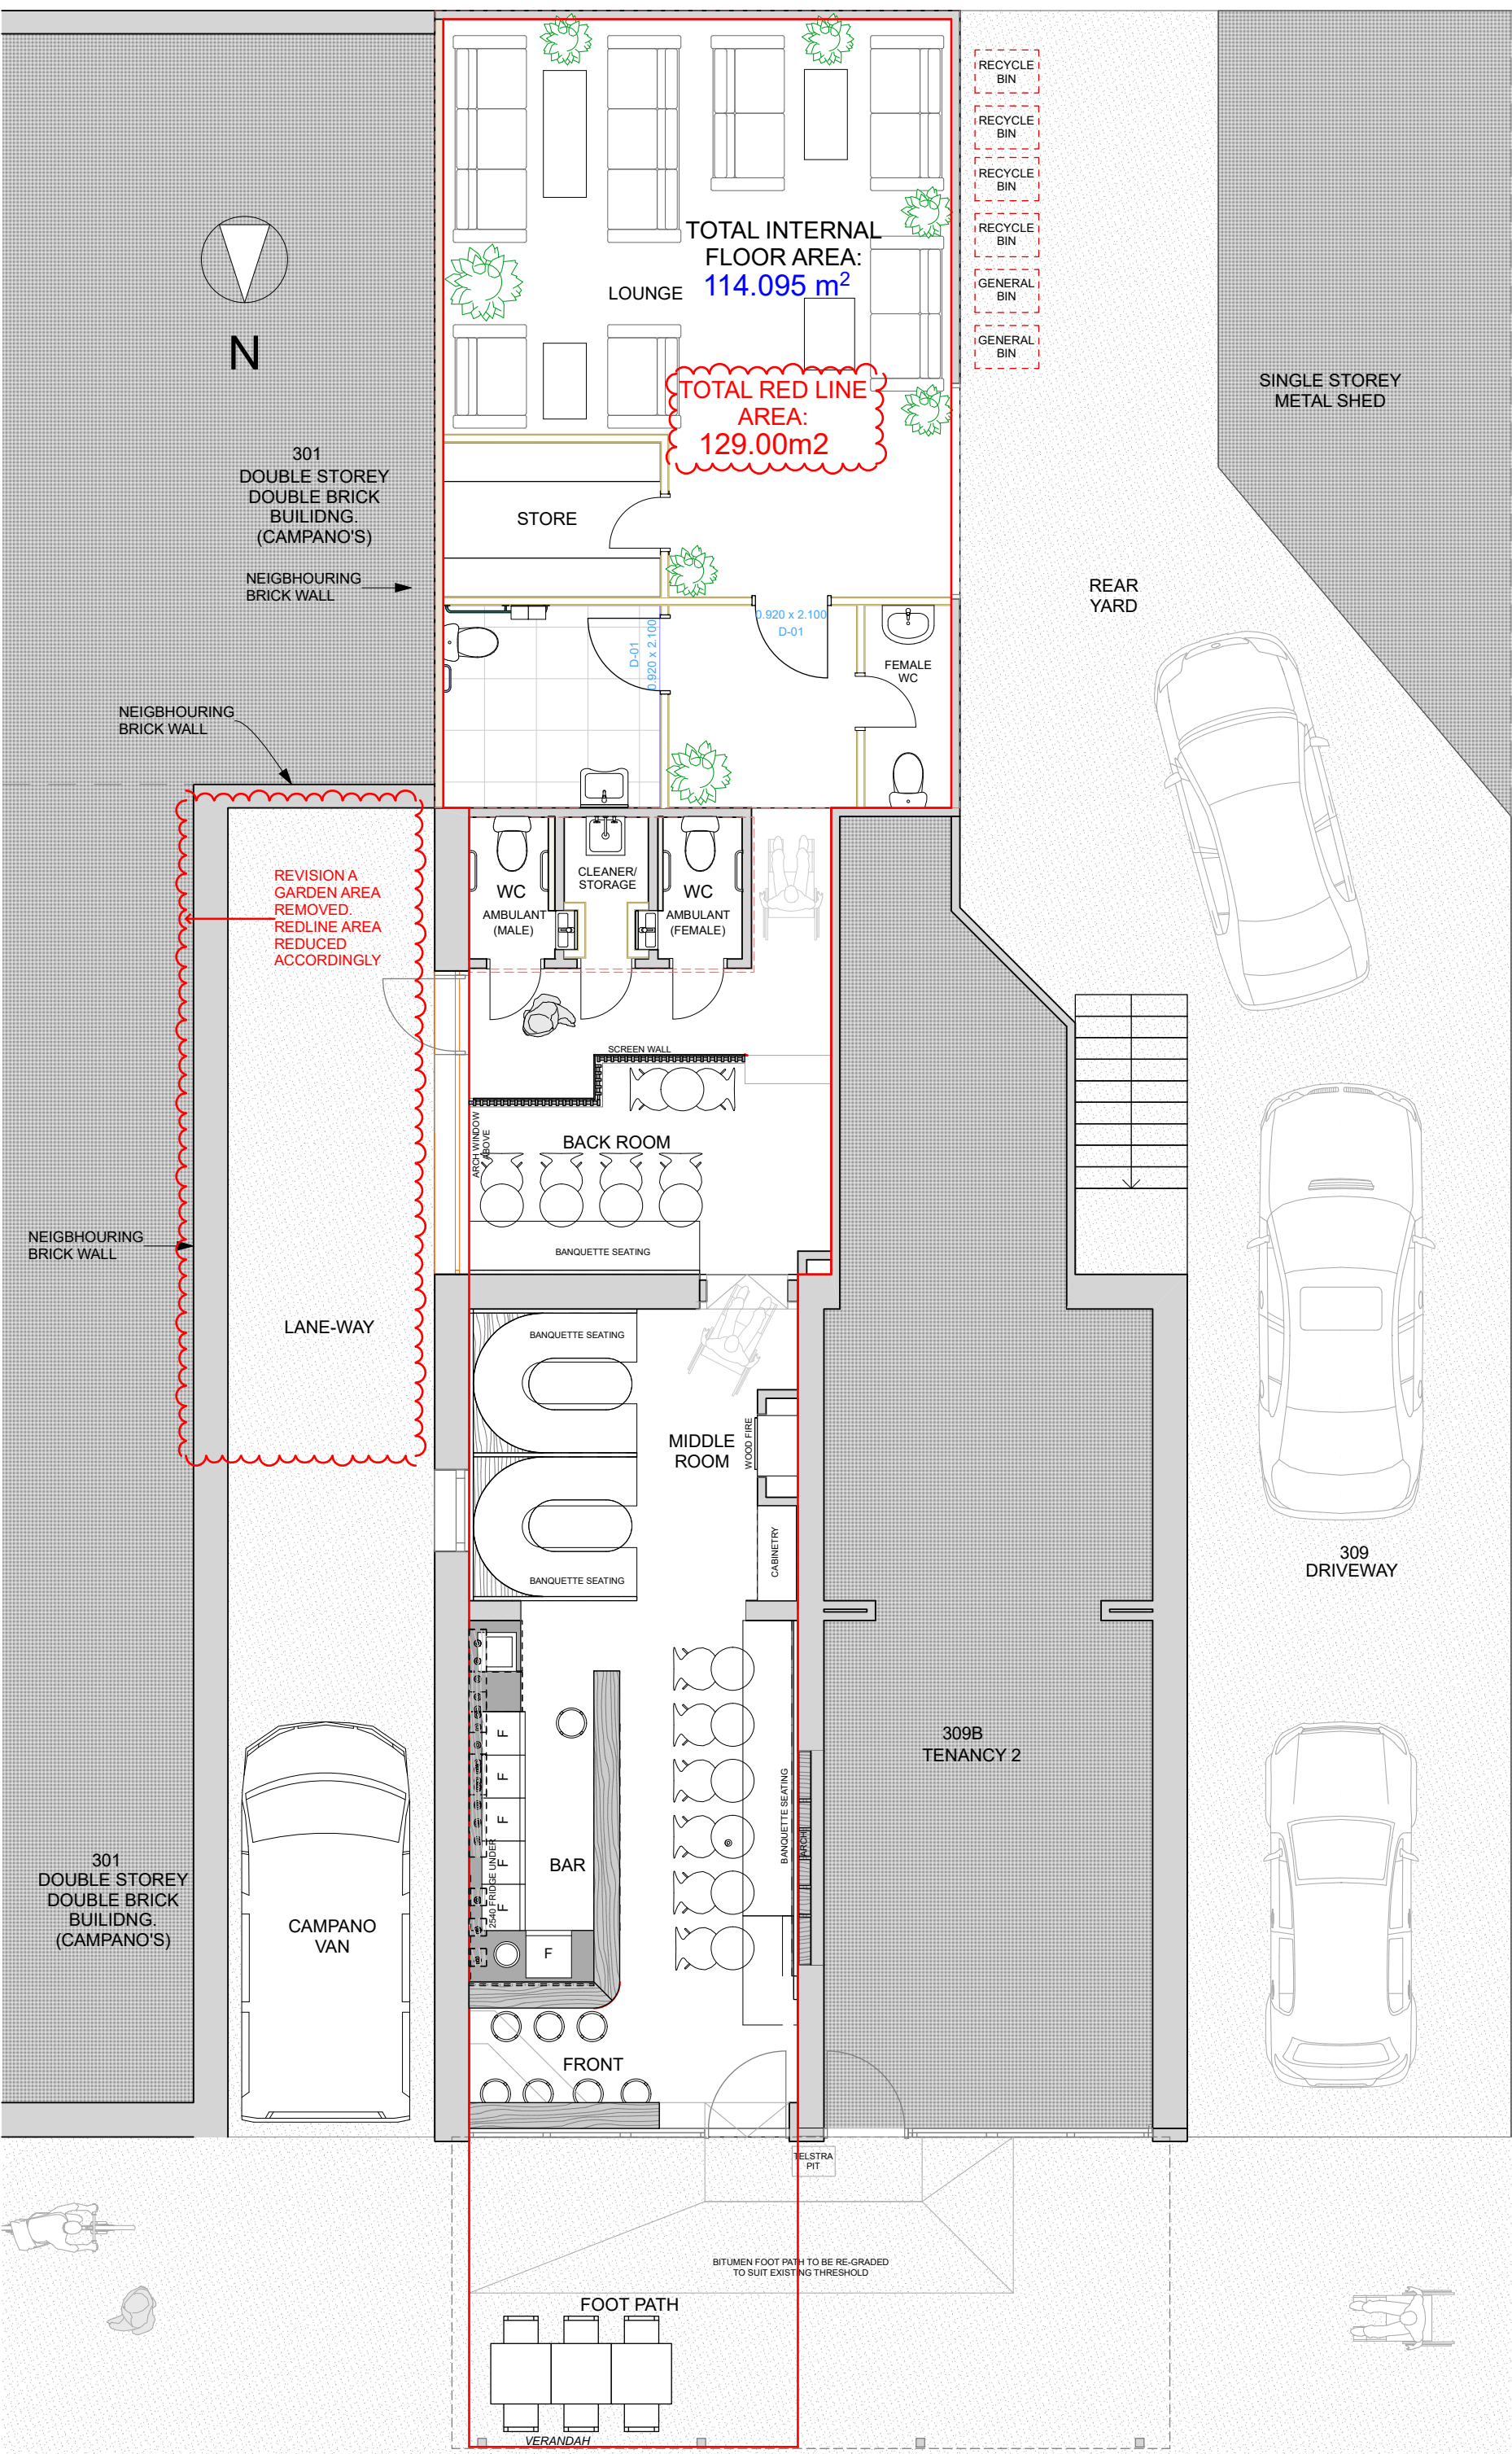 RECYCLE
BIN
RECYCLE
BIN
RECYCLE
BIN
RECYCLE
BIN
GENERAL
BIN
GENERAL
BIN
TOTAL INTERNAL
FLOOR AREA:
114.095 m²
LOUNGE
N
TOTAL RED LINE
AREA:
129.00m2
SINGLE STOREY
METAL SHED
301
DOUBLE STOREY
DOUBLE BRICK
BUILIDNG.
(CAMPANO'S)
STORE
NEIGBHOURING
BRICK WALL
REAR
YARD
0.920 x 2.100
D-01
D-01
0.920 x 2.100
FEMALE
WC
NEIGBHOURING
BRICK WALL
REVISION A
GARDEN AREA
REMOVED.
REDLINE AREA
REDUCED
ACCORDINGLY
WC
AMBULANT
(MALE)
CLEANER/
STORAGE
WC
AMBULANT
(FEMALE)
SCREEN WALL
ARCH WINDOW
ABOVE
BACK ROOM
BANQUETTE SEATING
NEIGBHOURING
BRICK WALL
LANE-WAY
BANQUETTE SEATING
MIDDLE
ROOM
WOOD FIRE
CABINETRY
BANQUETTE SEATING
309
DRIVEWAY
309B
TENANCY 2
F
F
F
F
F
2540 FRIDGE UNDER
BAR
BANQUETTE SEATING
ARCH
F
301
DOUBLE STOREY
DOUBLE BRICK
BUILIDNG.
(CAMPANO'S)
CAMPANO
VAN
FRONT
TELSTRA
PIT
BITUMEN FOOT PATH TO BE RE-GRADED
TO SUIT EXISTING THRESHOLD
FOOT PATH
VERANDAH